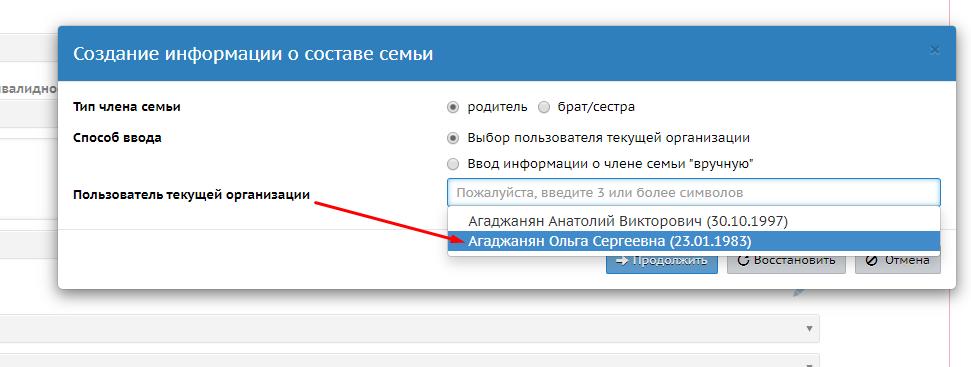 Создание информации о составе семьи
×
Тип члена семьи родитель брат/сестра
Способ ввода Выбор пользователя текущей организации
Ввод информации о члене семьи "вручную"
Пользователь текущей организации Пожалуйста, введите 3 или более символов
Агаджанян Анатолий Викторович (30.10.1997)
Агаджанян Ольга Сергеевна (23.01.1983)
Продолжить Восстановить Отмена